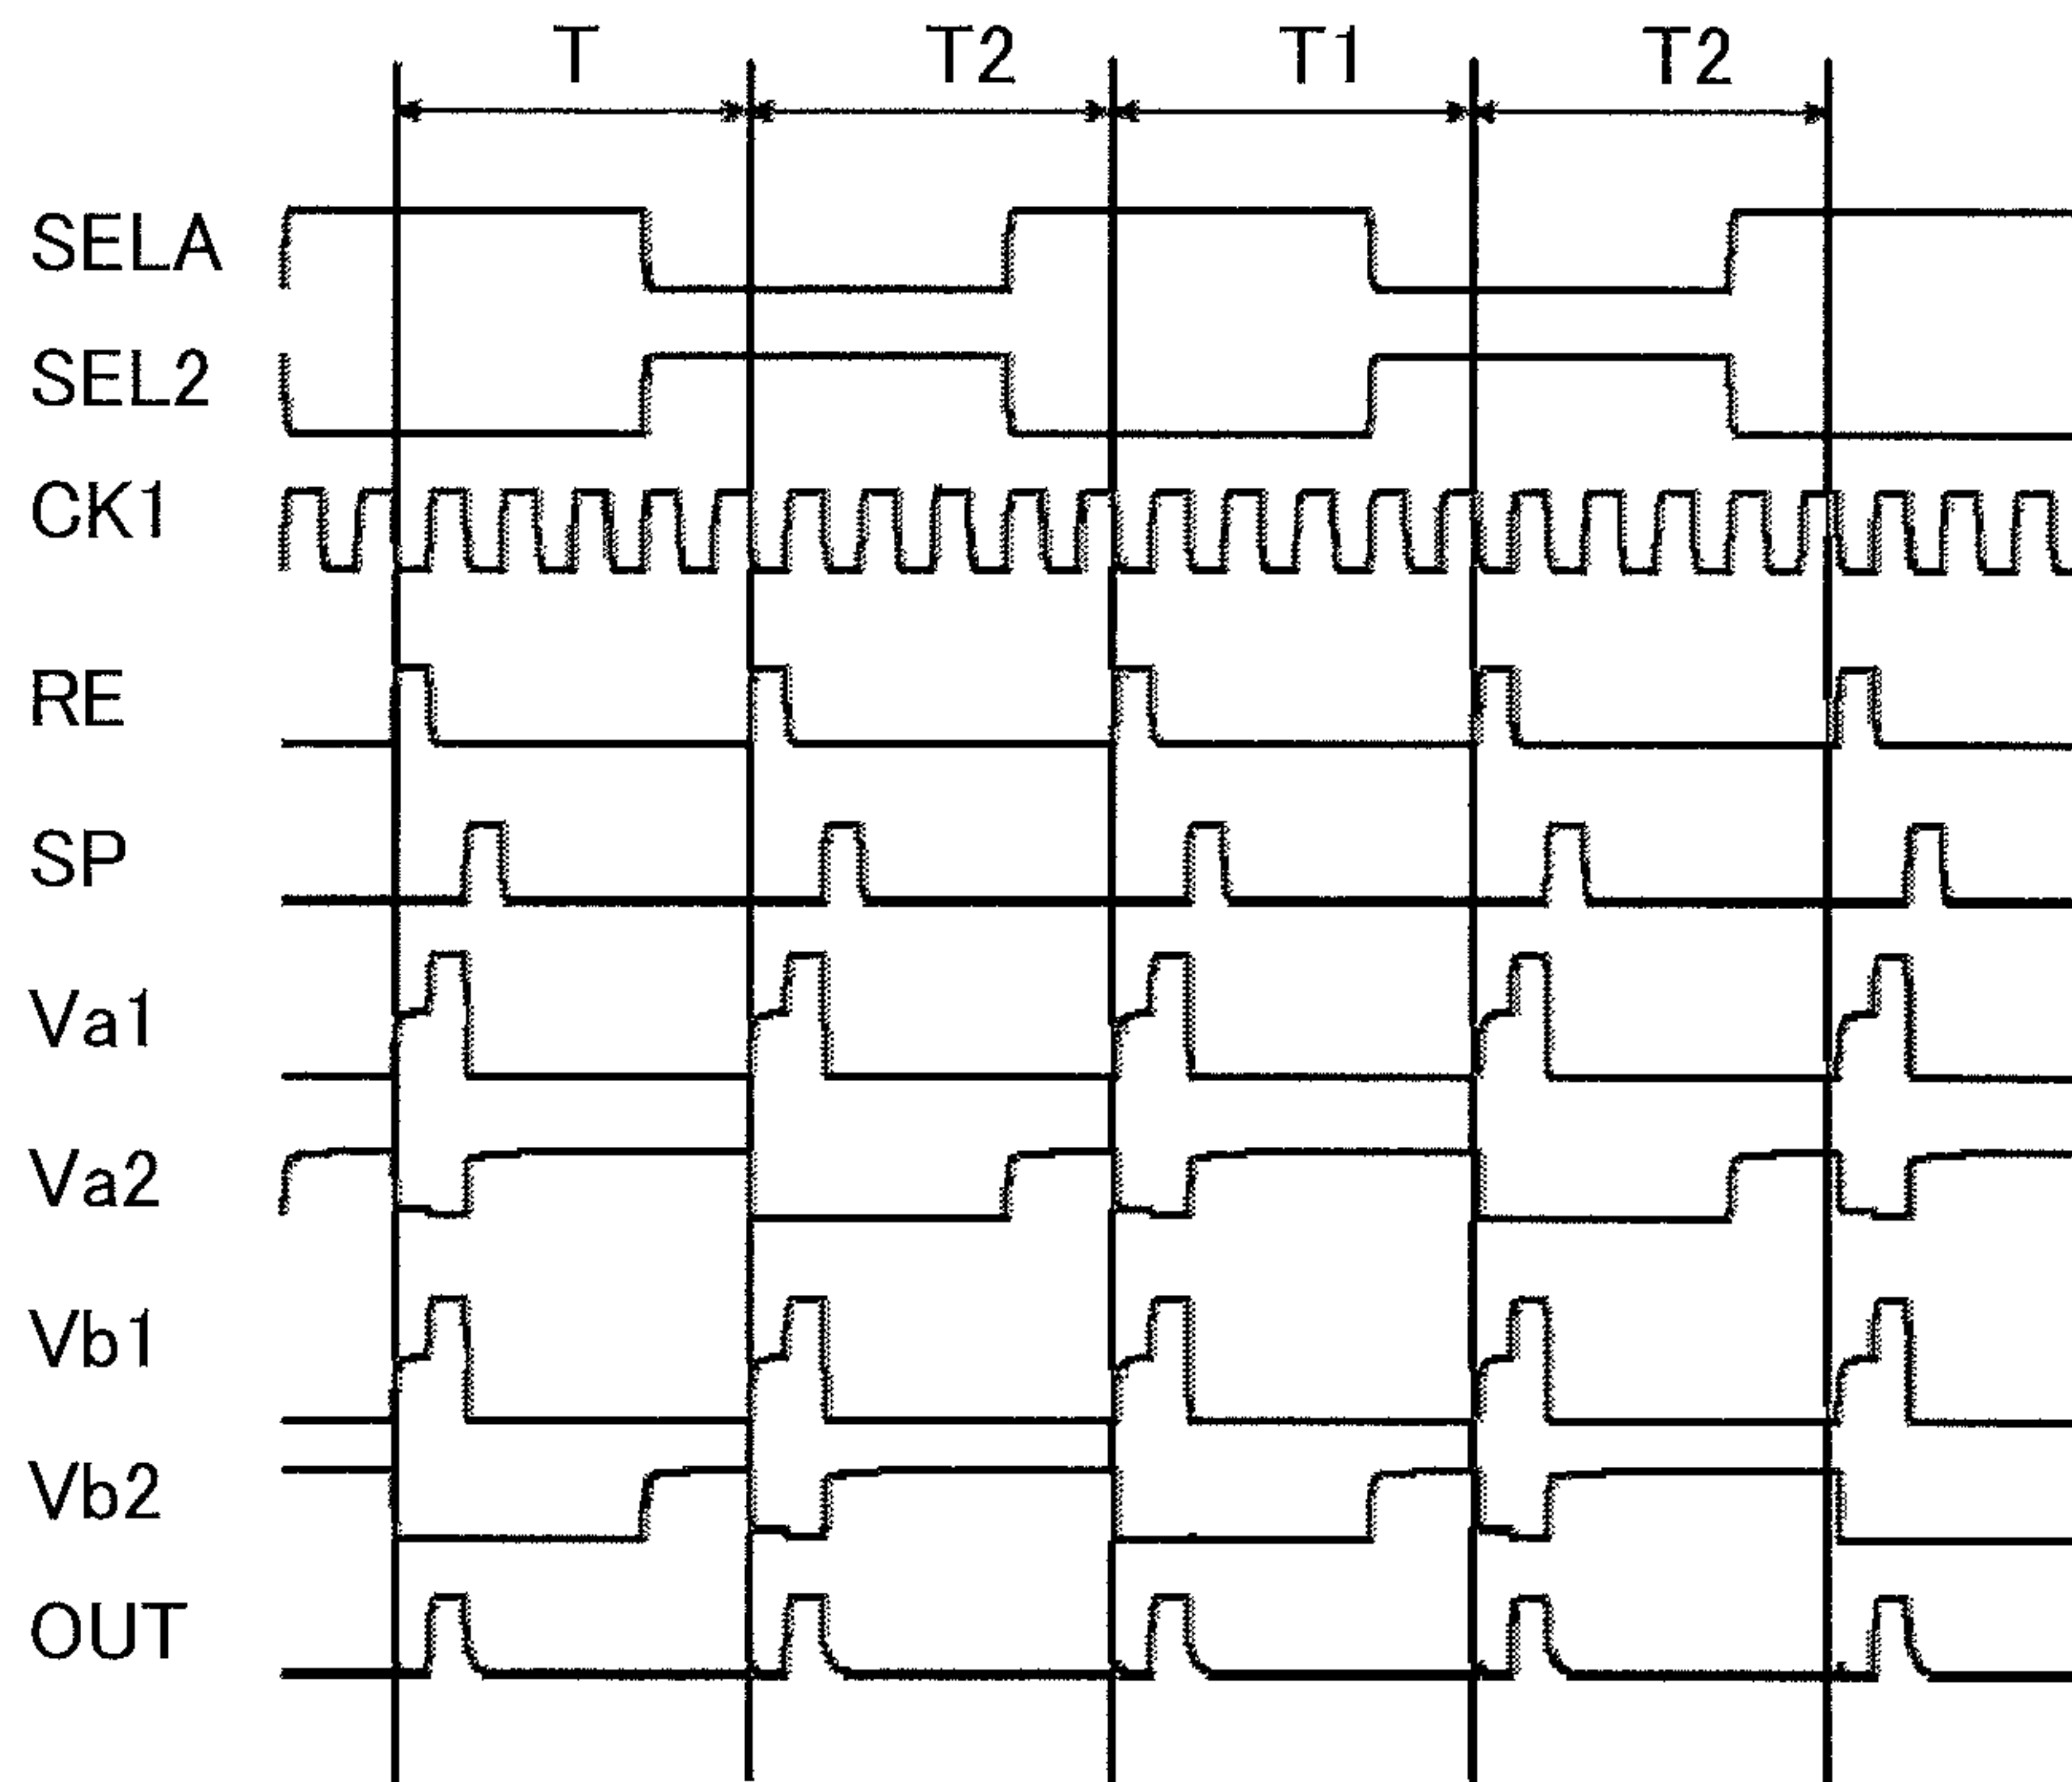 T T2 T1 T2
SELA
SEL2
CK1
RE
SP
Va1
Va2
Vb1
Vb2
OUT